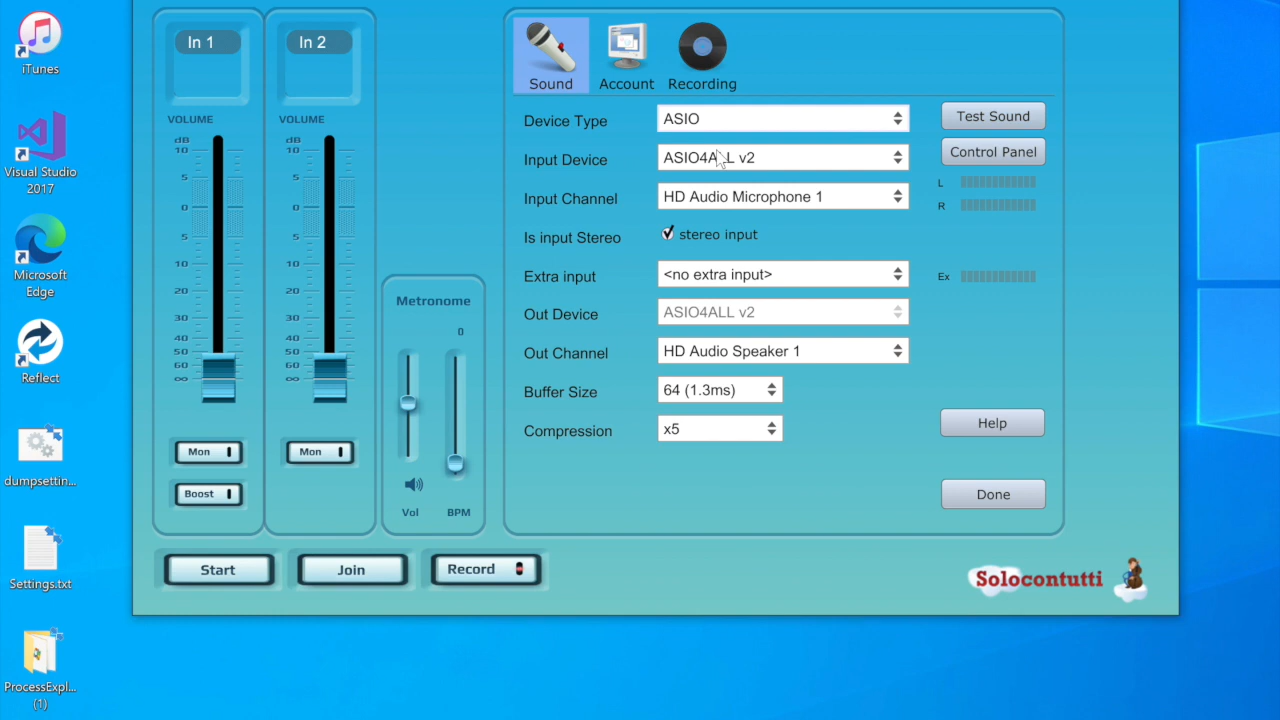 iTunes
Visual Studio
2017
Microsoft
Edge
Reflect
dumpsettin...
Settings.txt
ProcessExpl...
(1)
In 1
In 2
VOLUME
VOLUME
dB
10
5
0
5
10
20
30
40
50
60
∞
dB
10
5
0
5
10
20
30
40
50
60
∞
Mon
Boost
Mon
Metronome
0
Vol
BPM
Start
Join
Record
Sound
Account
Recording
Device Type
ASIO
Test Sound
Input Device
ASIO4ALL v2
Control Panel
L
R
Input Channel
HD Audio Microphone 1
Is input Stereo
stereo input
Extra input
<no extra input>
Ex
Out Device
ASIO4ALL v2
Out Channel
HD Audio Speaker 1
Buffer Size
64 (1.3ms)
Compression
x5
Help
Done
Solocontutti